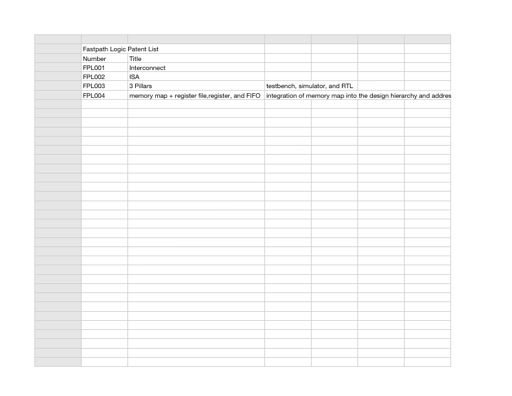 Fastpath Logic Patent List
Number Title
FPL001 Interconnect
FPL002 ISA
FPL003 3 Pillars testbench, simulator, and RTL
FPL004 memory map + register file,register, and FIFO integration of memory map into the design hierarchy and addres